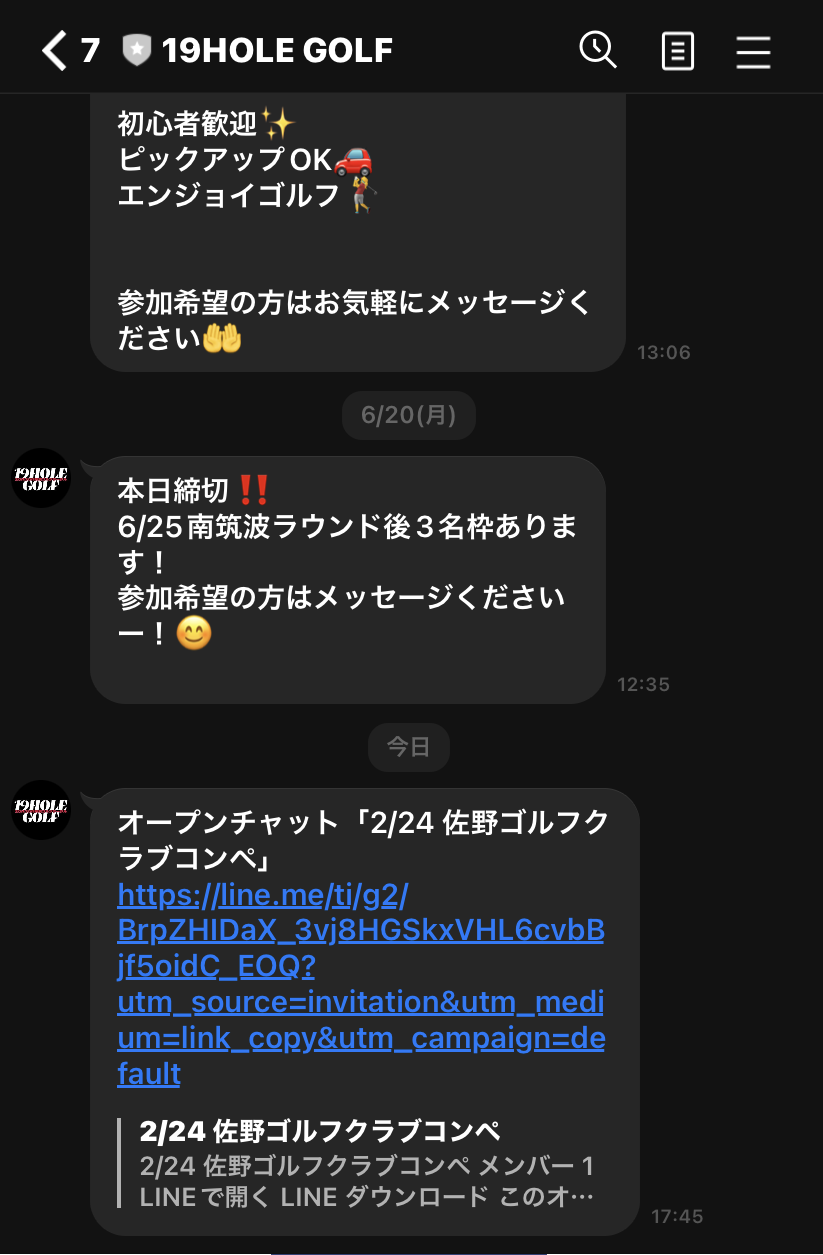 7 19HOLE GOLF
初心者歓迎✨
ピックアップOK🚗
エンジョイゴルフ🏌
参加希望の方はお気軽にメッセージく
ださい🤲
13:06
6/20(月)
19HOLE
GOLF
本日締切‼️
6/25南筑波ラウンド後３名枠ありま
す！
参加希望の方はメッセージください
ー！😊
12:35
今日
19HOLE
GOLF
オープンチャット「2/24 佐野ゴルフク
ラブコンペ」
https://line.me/ti/g2/
BrpZHIDaX_3vj8HGSkxVHL6cvbB
jf5oidC_EOQ?
utm_source=invitation&utm_medi
um=link_copy&utm_campaign=de
fault
2/24 佐野ゴルフクラブコンペ
2/24 佐野ゴルフクラブコンペ メンバー 1
LINEで開く LINE ダウンロード このオ…
17:45